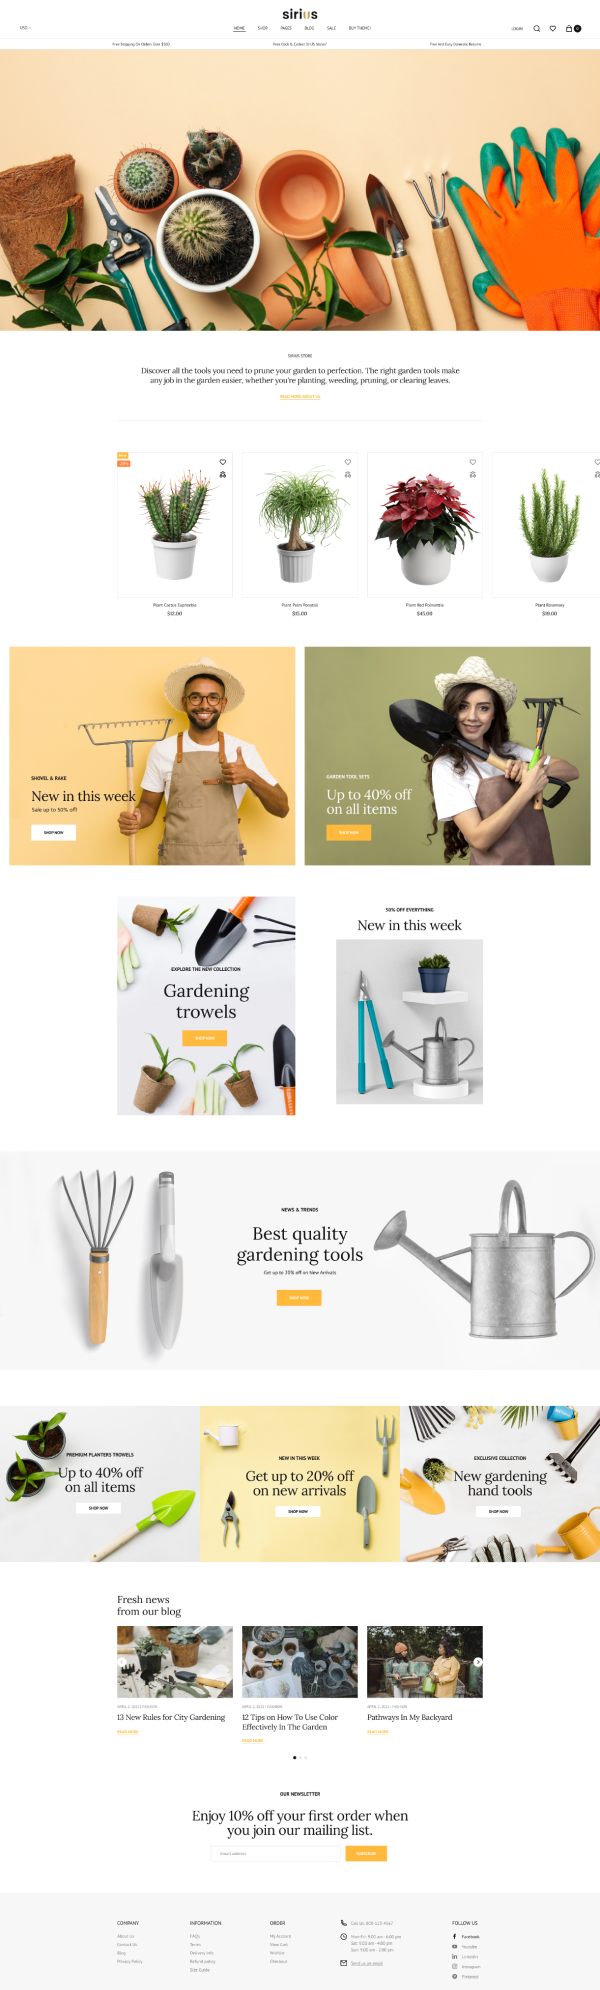 sirius
USD
HOME SHOP PAGES BLOG SALE BUY THEME!
LOGIN
0
Free Shipping On Orders Over $100
Free Click & Collect To US Stores*
Free And Easy Domestic Returns
SIRIUS STORE
Discover all the tools you need to prune your garden to perfection. The right garden tools make
any job in the garden easier, whether you're planting, weeding, pruning, or clearing leaves.
READ MORE ABOUT US
Plant Cactus Euphorbia
$12.00
Plant Palm Ponytail
$15.00
Plant Red Poinsettia
$45.00
Plant Rosemary
$19.00
SHOVEL & RAKE
New in this week
Sale up to 50% off!
SHOP NOW
GARDEN TOOL SETS
Up to 40% off
on all items
SHOP NOW
EXPLORE THE NEW COLLECTION
Gardening
trowels
SHOP NOW
50% OFF EVERYTHING
New in this week
NEWS & TRENDS
Best quality
gardening tools
Get up to 30% off on New Arrivals
SHOP NOW
PREMIUM PLANTERS TROWELS
Up to 40% off
on all items
SHOP NOW
NEW IN THIS WEEK
Get up to 20% off
on new arrivals
SHOP NOW
EXCLUSIVE COLLECTION
New gardening
hand tools
SHOP NOW
Fresh news
from our blog
APRIL 2, 2022 | FASHION
13 New Rules for City Gardening
READ MORE
APRIL 2, 2022 | FASHION
12 Tips on How To Use Color
Effectively In The Garden
READ MORE
APRIL 2, 2022 | FASHION
Pathways In My Backyard
READ MORE
OUR NEWSLETTER
Enjoy 10% off your first order when
you join our mailing list.
Email address
SUBSCRIBE
COMPANY
About Us
Contact Us
Blog
Privacy Policy
INFORMATION
FAQs
Terms
Delivery Info
Refund policy
Size Guide
ORDER
My Account
View Cart
Wishlist
Checkout
Mon-Fri: 9:00 am - 6:00 pm
Sat: 9:00 am - 4:00 pm
Sun: 9:00 am - 2:00 pm
Send us an email
FOLLOW US
Facebook
Youtube
Linkedin
Instagram
Pinterest